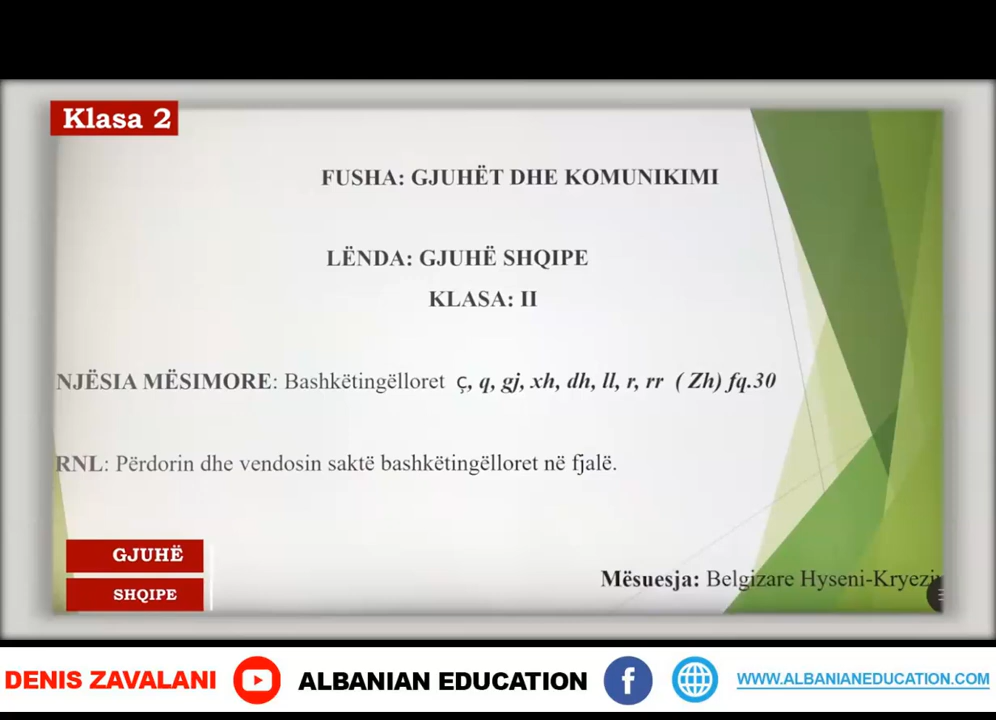 Klasa 2
FUSHA: GJUHËT DHE KOMUNIKIMI
LËNDA: GJUHË SHQIPE
KLASA: II
NJËSIA MËSIMORE: Bashkëtingëlloret ç, q, gj, xh, dh, ll, r, rr ( Zh) fq.30
RNL: Përdorin dhe vendosin saktë bashkëtingëlloret në fjalë.
GJUHË
SHQIPE
Mësuesja: Belgizare Hyseni-Kryeziu
DENIS ZAVALANI ALBANIAN EDUCATION WWW.ALBANIANEDUCATION.COM